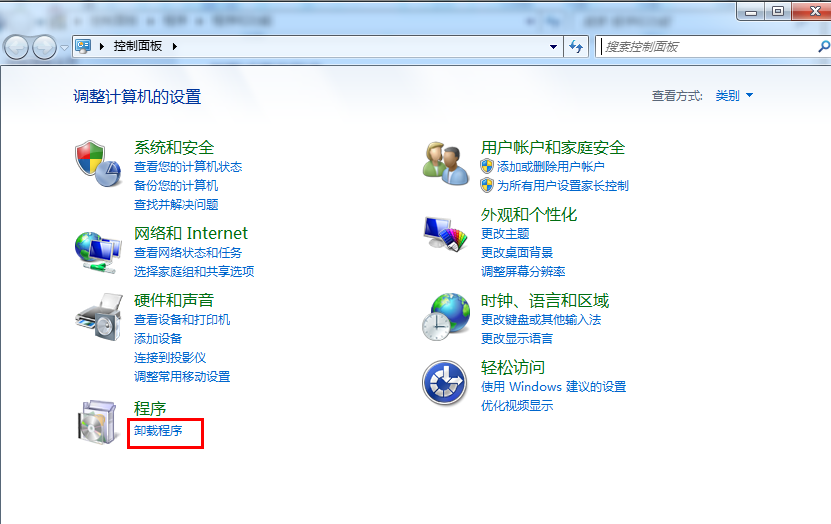 控制面板
搜索控制面板
调整计算机的设置
查看方式: 类别
系统和安全
查看您的计算机状态
备份您的计算机
查找并解决问题
网络和 Internet
查看网络状态和任务
选择家庭组和共享选项
硬件和声音
查看设备和打印机
添加设备
连接到投影仪
调整常用移动设置
程序
卸载程序
用户帐户和家庭安全
添加或删除用户帐户
为所有用户设置家长控制
外观和个性化
更改主题
更改桌面背景
调整屏幕分辨率
时钟、语言和区域
更改键盘或其他输入法
更改显示语言
轻松访问
使用 Windows 建议的设置
优化视频显示